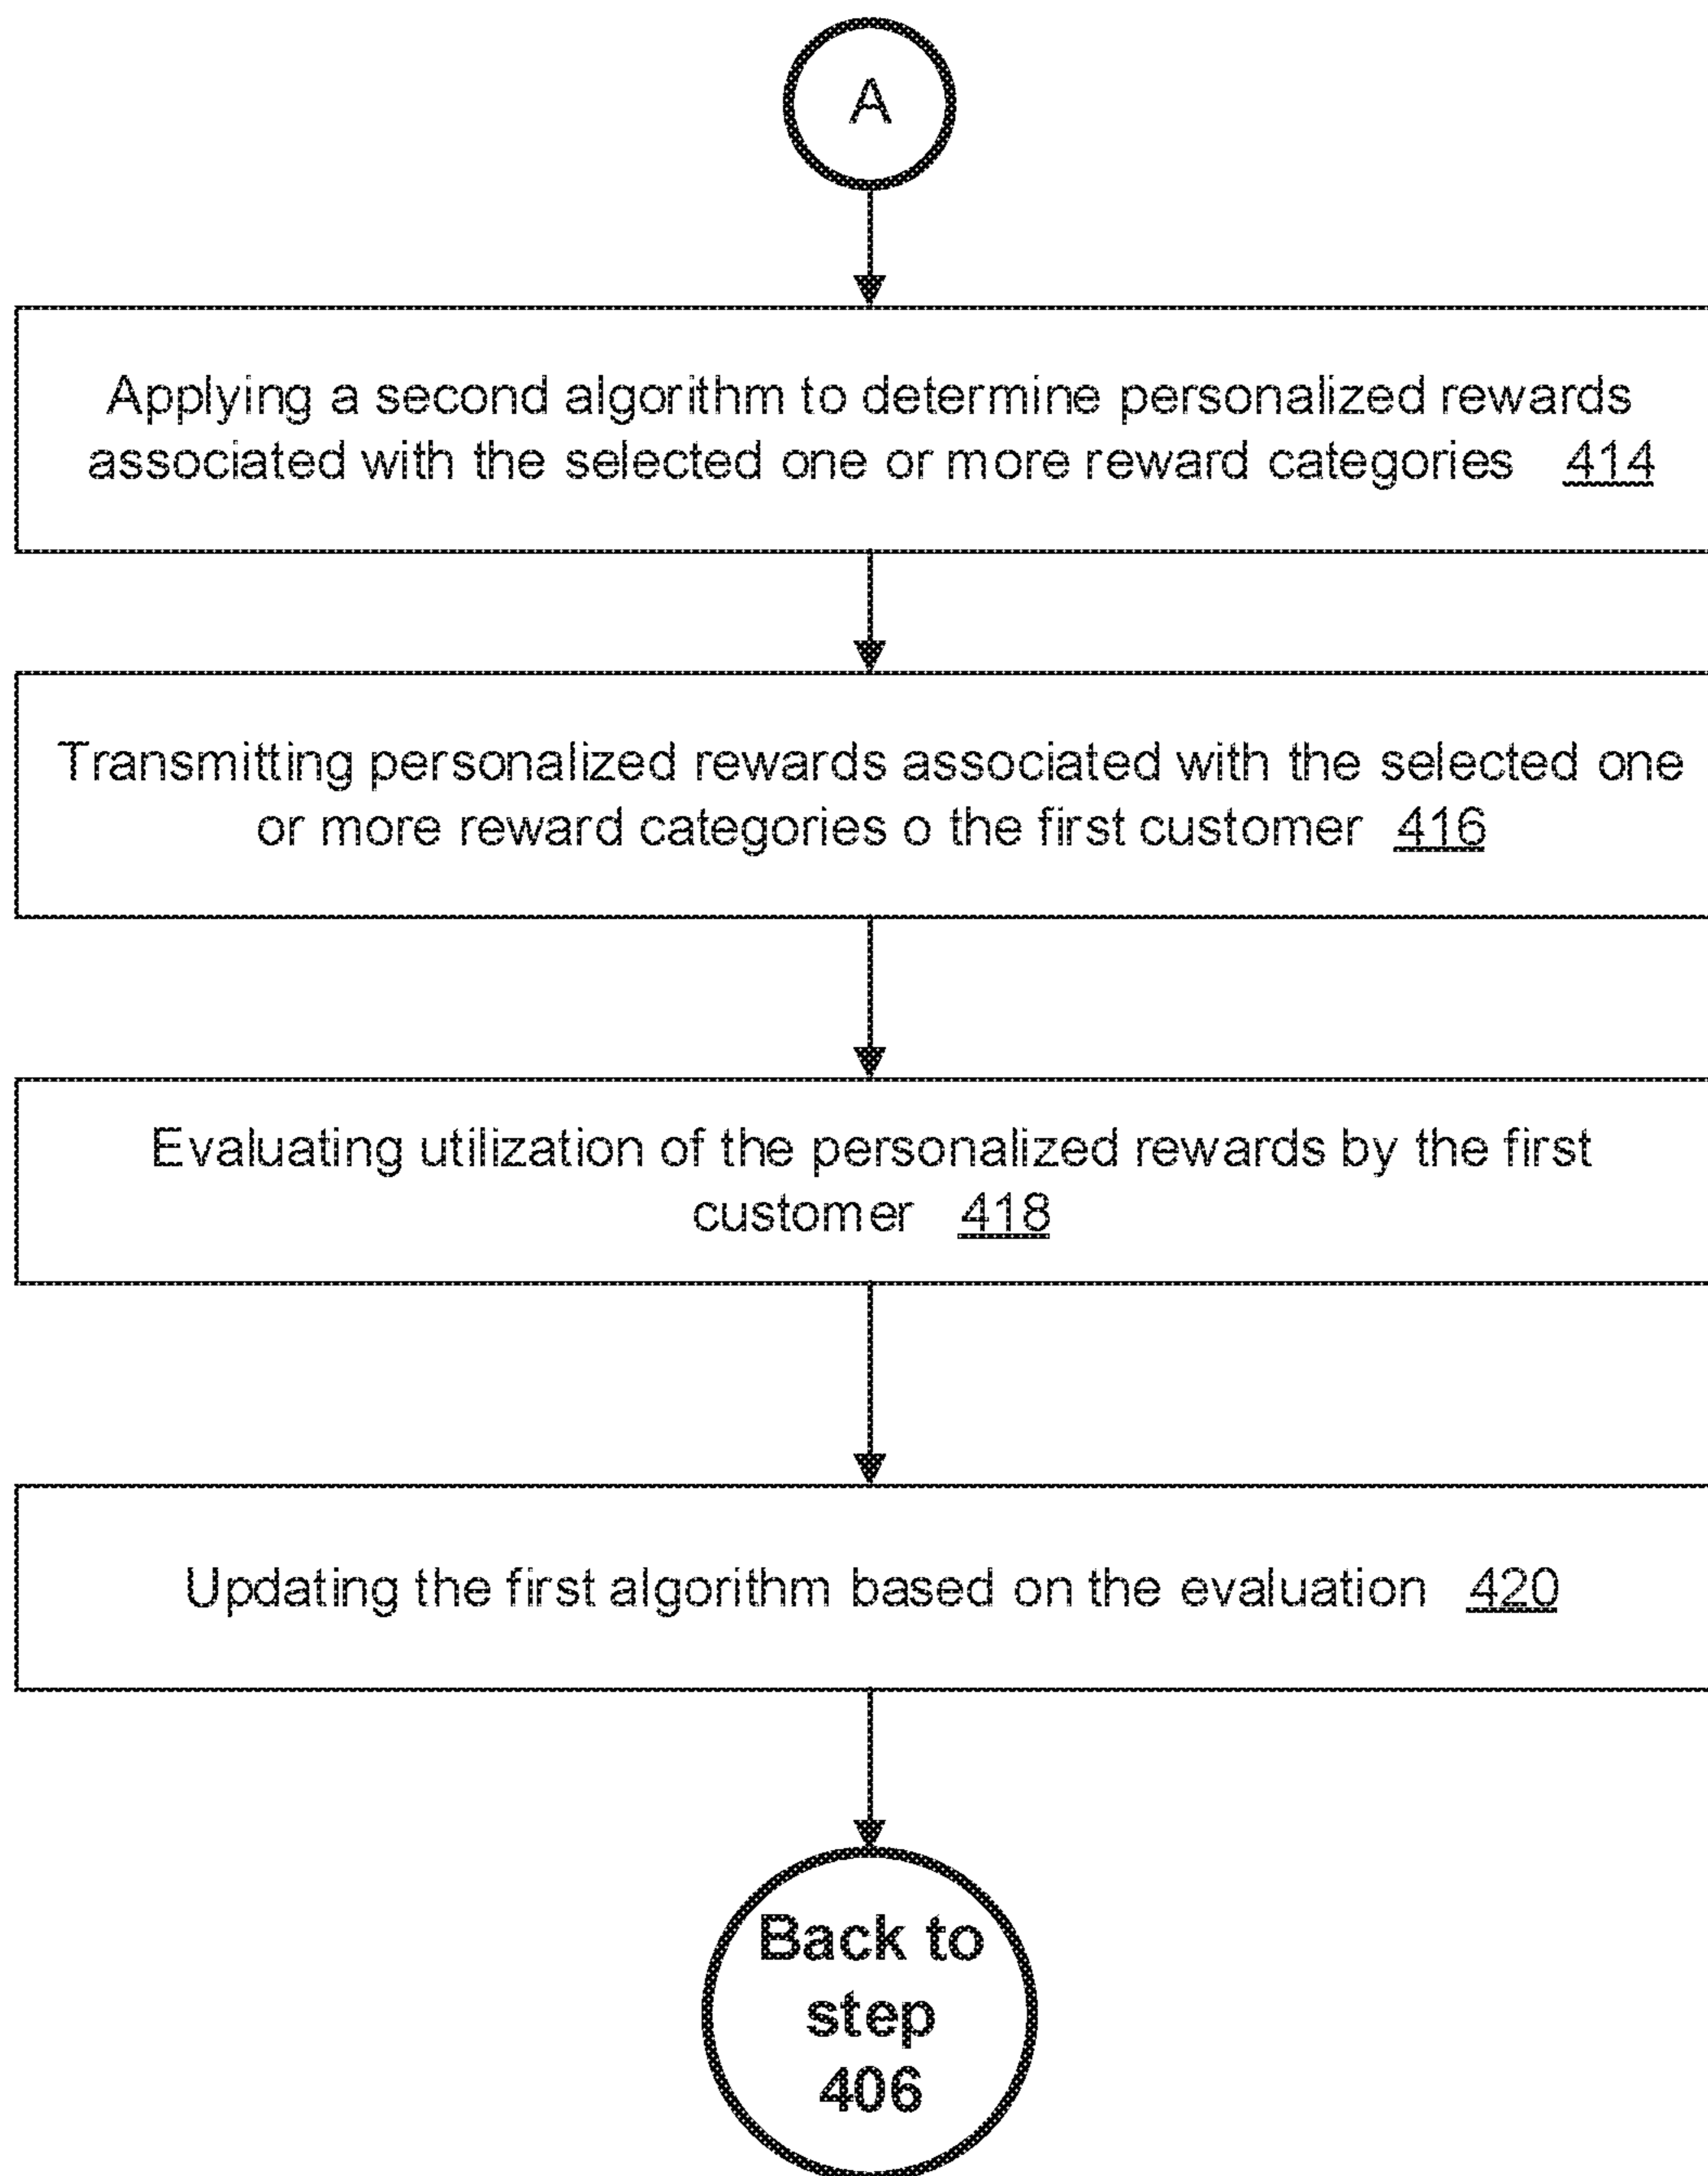 A
Applying a second algorithm to determine personalized rewards
associated with the selected one or more reward categories 414
Transmitting personalized rewards associated with the selected one
or more reward categories o the first customer 416
Evaluating utilization of the personalized rewards by the first
customer 418
Updating the first algorithm based on the evaluation 420
Back to
step
406